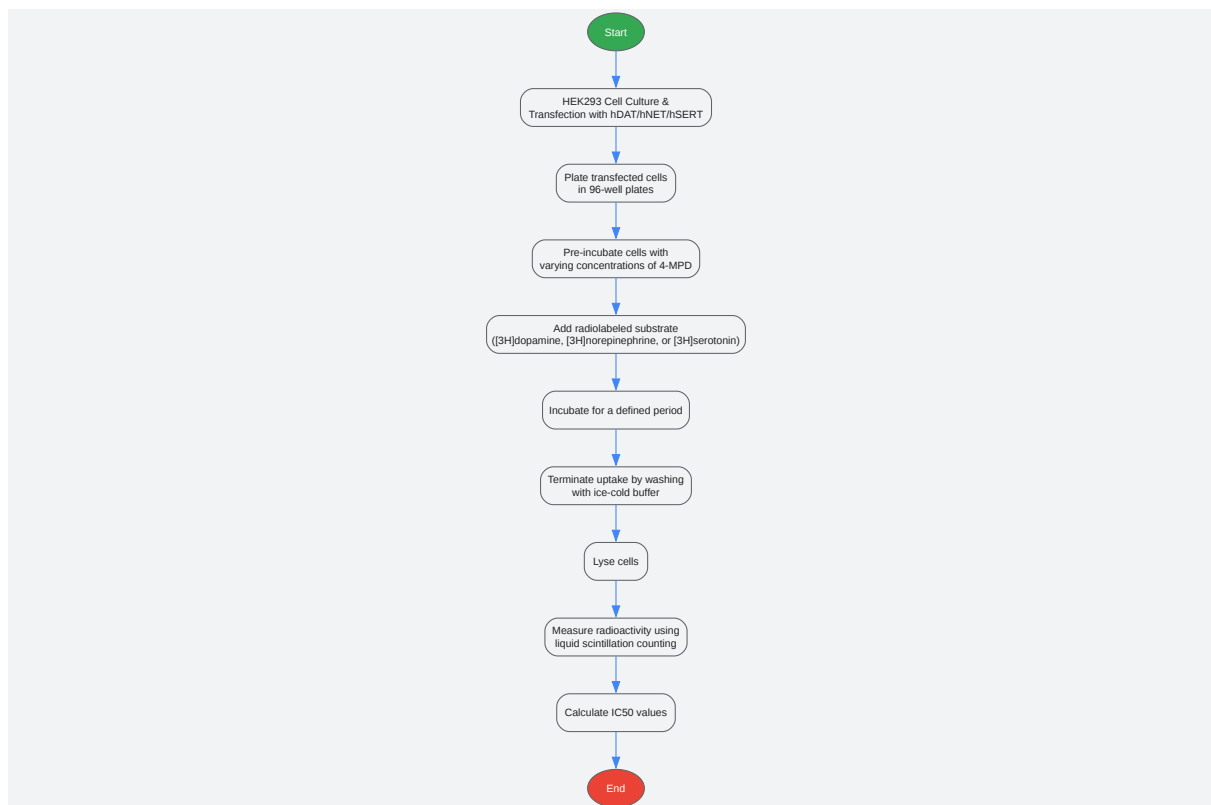 Start
HEK293 Cell Culture &
Transfection with hDAT/hNET/hSERT
Plate transfected cells
in 96-well plates
Pre-incubate cells with
varying concentrations of 4-MPD
Add radiolabeled substrate
([3H]dopamine, [3H]norepinephrine, or [3H]serotonin)
Incubate for a defined period
Terminate uptake by washing
with ice-cold buffer
Lyse cells
Measure radioactivity using
liquid scintillation counting
Calculate IC50 values
End